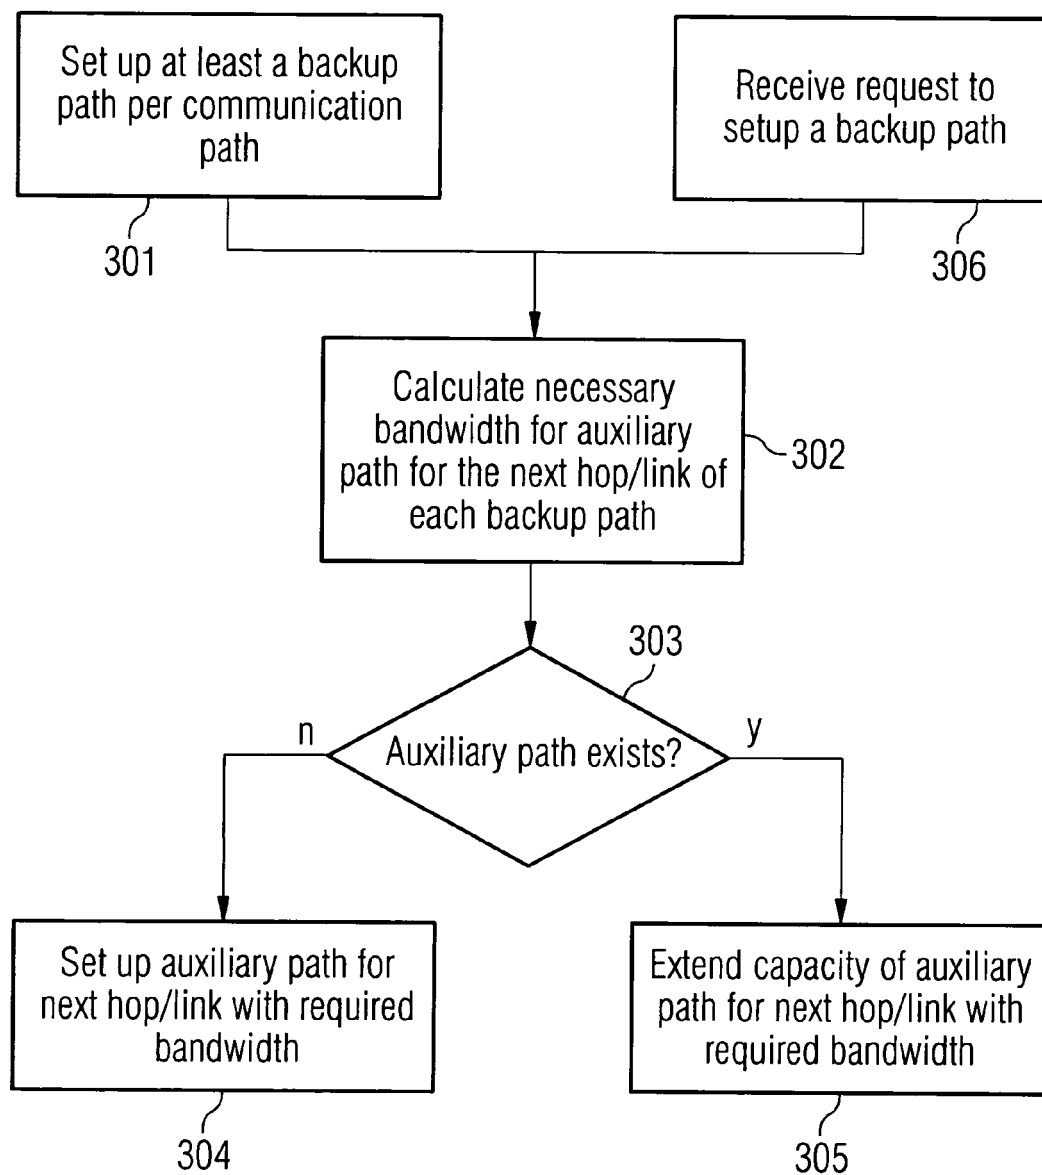 Set up at least a backup
path per communication
path
301
Receive request to
setup a backup path
306
Calculate necessary
bandwidth for auxiliary
path for the next hop/link of
each backup path
302
303
n
Auxiliary path exists?
y
Set up auxiliary path for
next hop/link with required
bandwidth
304
Extend capacity of auxiliary
path for next hop/link with
required bandwidth
305